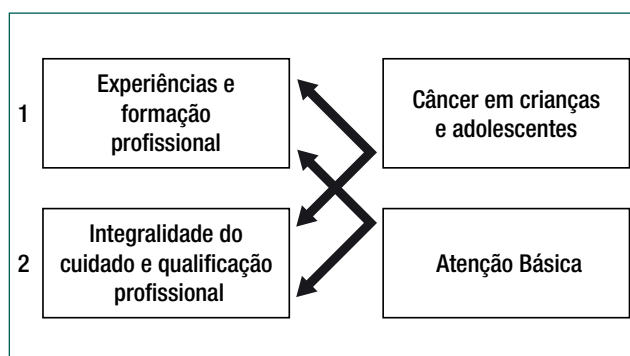 1
Experiências e
formação
profissional
Câncer em crianças
e adolescentes
2
Integralidade do
cuidado e qualificação
profissional
Atenção Básica